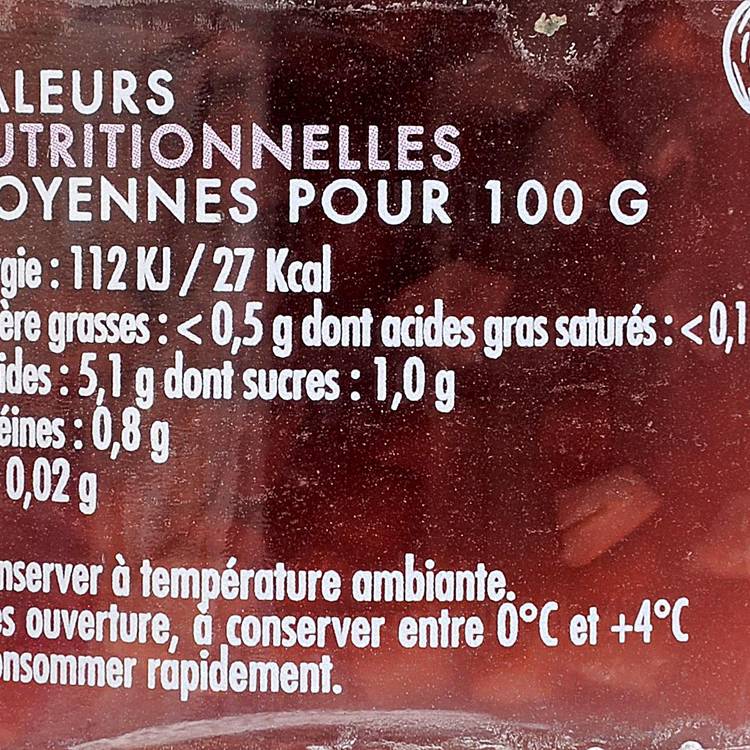 ALEURS
UTRITIONNELLES
OYENNES POUR 100 G
gie : 112 KJ / 27 Kcal
ère grasses : < 0,5 g dont acides gras saturés : < 0,1
ides : 5,1 g dont sucres : 1,0 g
éines : 0,8 g
0,02 g
nserver à température ambiante.
ès ouverture, à conserver entre 0°C et +4°C
onsommer rapidement.